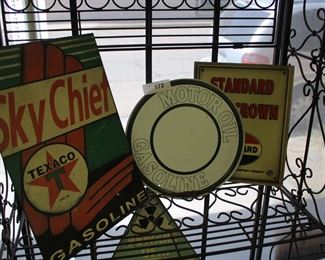 Sky Chief
TEXACO
T
GASOLINE
172
MOTOR OIL
GASOLINE
STANDARD
CROWN